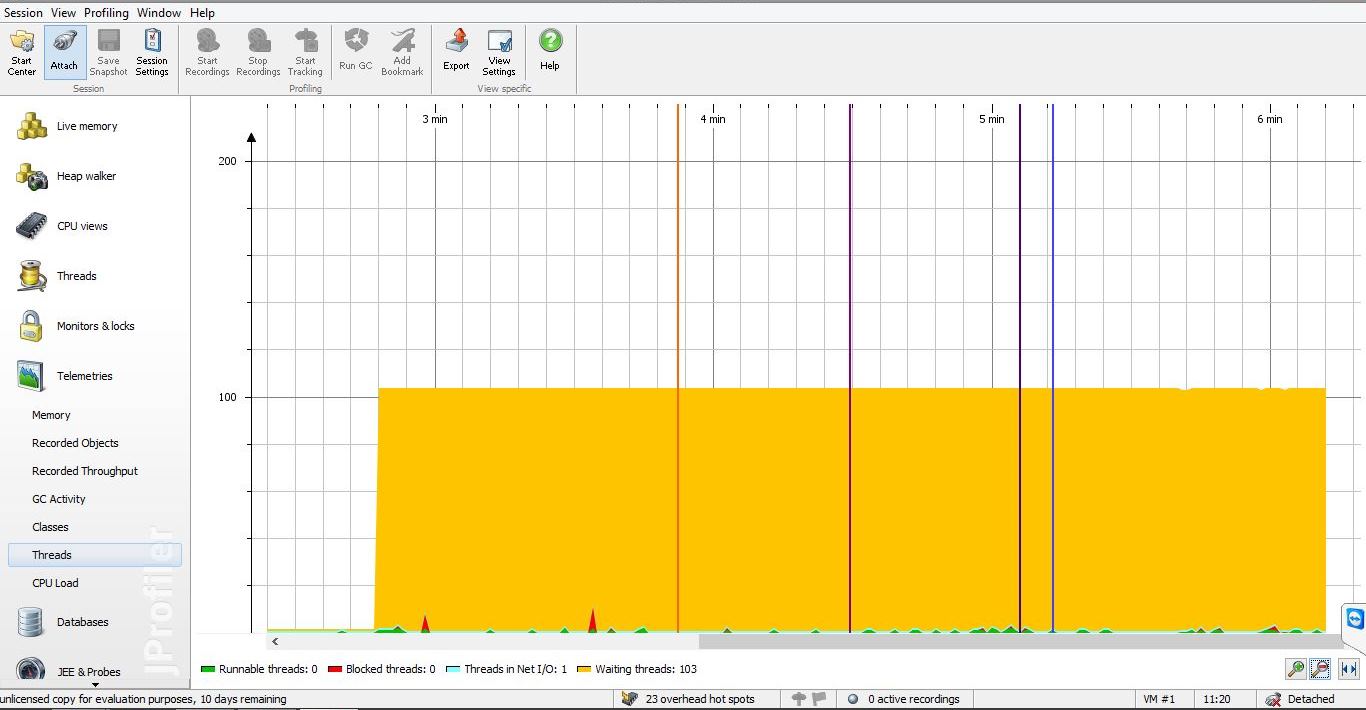 Session View Profiling Window Help
Start Center
Attach
Save Snapshot
Session Settings
Start Recordings
Stop Recordings
Start Tracking
Run GC
Add Bookmark
Export
View Settings
Help
Session
Profiling
View specific
Live memory
Heap walker
CPU views
Threads
Monitors & locks
Telemetries
Memory
Recorded Objects
Recorded Throughput
GC Activity
Classes
Threads
CPU Load
Databases
JEE & Probes
JProfiler
3 min 4 min 5 min 6 min
200
100
Runnable threads: 0 Blocked threads: 0 Threads in Net I/O: 1 Waiting threads: 103
unlicensed copy for evaluation purposes, 10 days remaining
23 overhead hot spots
0 active recordings
VM #1
11:20
Detached